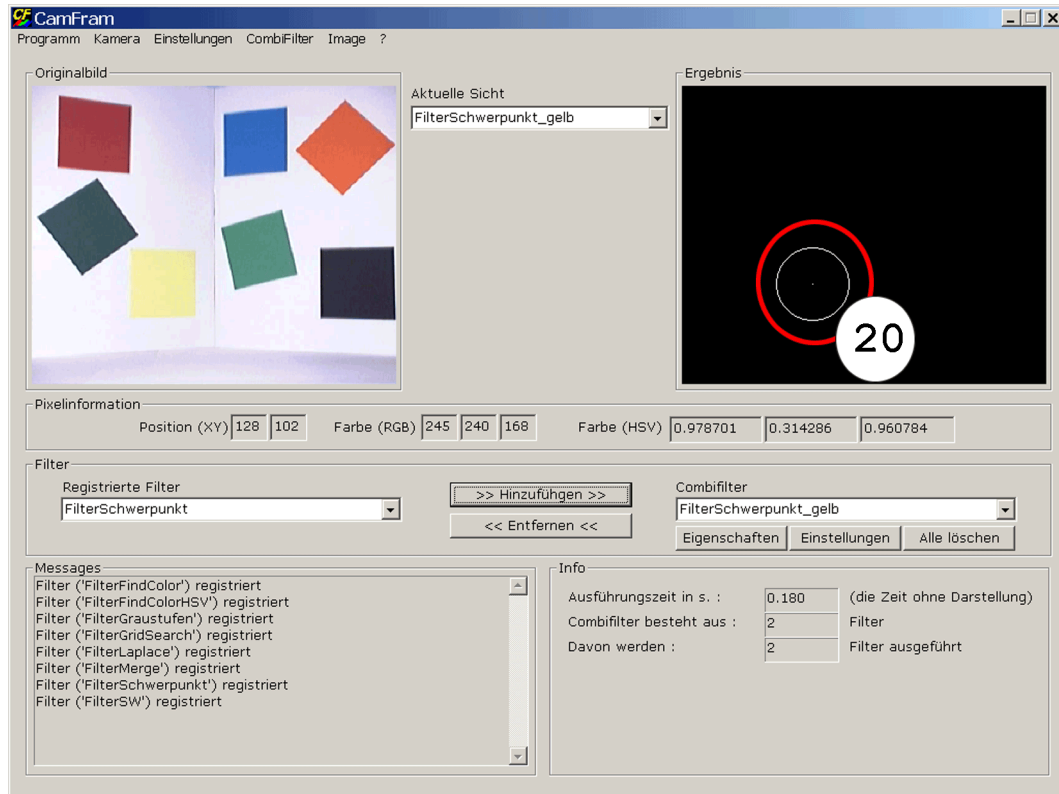 CF CamFram
Programm Kamera Einstellungen CombiFilter Image ?
Originalbild
Aktuelle Sicht
FilterSchwerpunkt_gelb
Ergebnis
20
Pixelinformation
Position (XY) 128 102 Farbe (RGB) 245 240 168 Farbe (HSV) 0.978701 0.314286 0.960784
Filter
Registrierte Filter
FilterSchwerpunkt
>> Hinzufühgen >>
<< Entfernen <<
Combifilter
FilterSchwerpunkt_gelb
Eigenschaften Einstellungen Alle löschen
Messages
Filter ('FilterFindColor') registriert
Filter ('FilterFindColorHSV') registriert
Filter ('FilterGraustufen') registriert
Filter ('FilterGridSearch') registriert
Filter ('FilterLaplace') registriert
Filter ('FilterMerge') registriert
Filter ('FilterSchwerpunkt') registriert
Filter ('FilterSW') registriert
Info
Ausführungszeit in s. : 0.180 (die Zeit ohne Darstellung)
Combifilter besteht aus : 2 Filter
Davon werden : 2 Filter ausgeführt